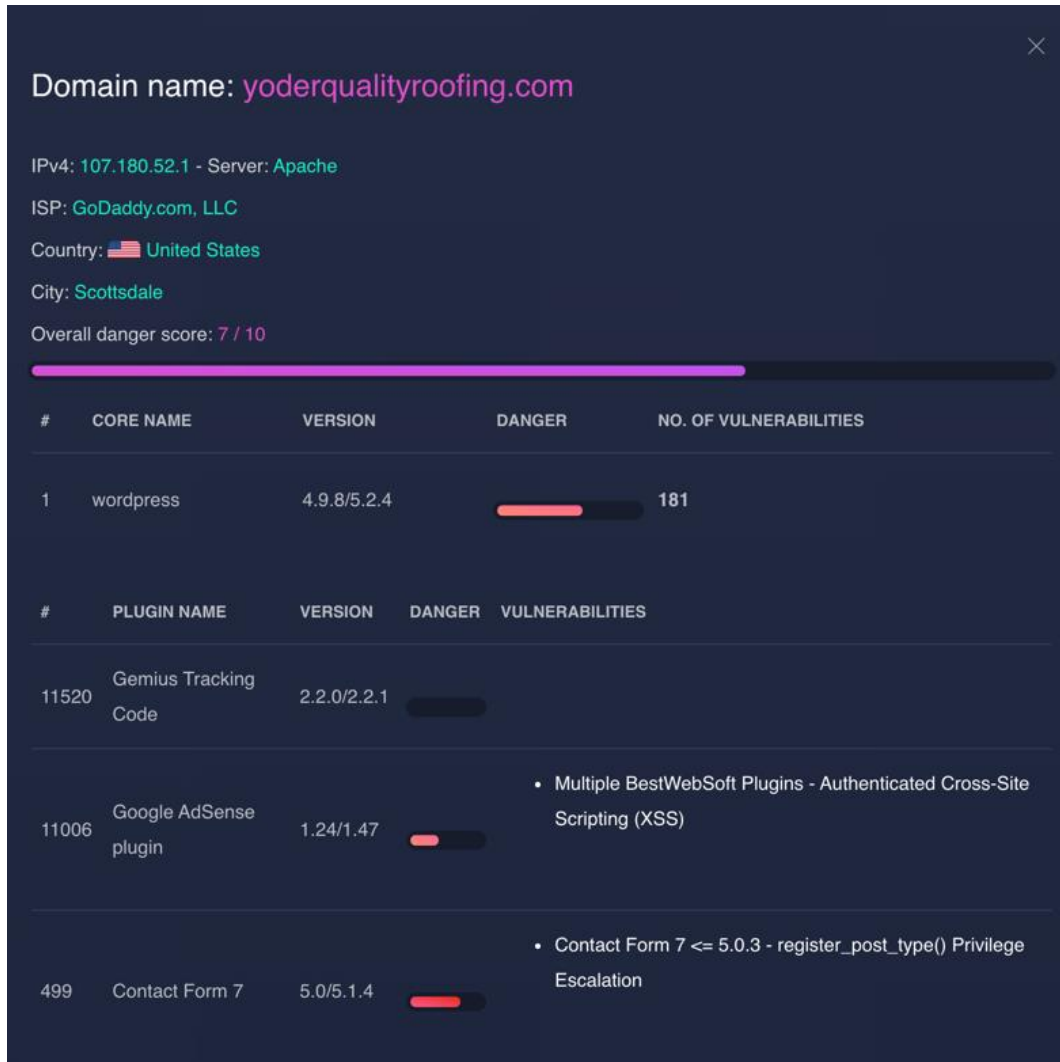 Domain name: yoderqualityroofing.com
IPv4: 107.180.52.1 - Server: Apache
ISP: GoDaddy.com, LLC
Country: United States
City: Scottsdale
Overall danger score: 7 / 10
# CORE NAME VERSION DANGER NO. OF VULNERABILITIES
1 wordpress 4.9.8/5.2.4 181
# PLUGIN NAME VERSION DANGER VULNERABILITIES
Gemius Tracking
11520 2.2.0/2.2.1
Code
• Multiple BestWebSoft Plugins - Authenticated Cross-Site
Google AdSense Scripting (XSS)
11006 1.24/1.47
plugin
• Contact Form 7 <= 5.0.3 - register_post_type() Privilege
Escalation
499 Contact Form 7 5.0/5.1.4